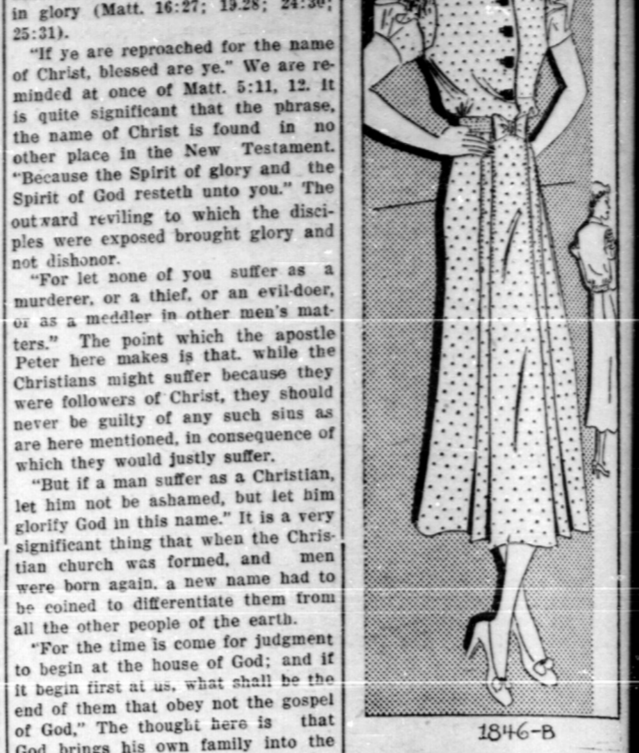 in glory (Matt. 16:27; 19.28; 24:30;
25:31).
"If ye are reproached for the name
of Christ, blessed are ye." We are re-
minded at once of Matt. 5:11, 12. It
is quite significant that the phrase,
the name of Christ is found in no
other place in the New Testament.
"Because the Spirit of glory and the
Spirit of God resteth unto you." The
outward reviling to which the disci-
ples were exposed brought glory and
not dishonor.
"For let none of you suffer as a
murderer, or a thief, or an evil-doer,
or as a meddler in other men's mat-
ters." The point which the apostle
Peter here makes is that. while the
Christians might suffer because they
were followers of Christ, they should
never be guilty of any such sins as
are here mentioned, in consequence of
which they would justly suffer.
"But if a man suffer as a Christian,
let him not be ashamed, but let him
glorify God in this name." It is a very
significant thing that when the Chris-
tian church was formed, and men
were born again, a new name had to
be coined to differentiate them from
all the other people of the earth.
"For the time is come for judgment
to begin at the house of God; and if
it begin first at us, what shall be the
end of them that obey not the gospel
of God," The thought here is that
God brings his own family into the
1846-B